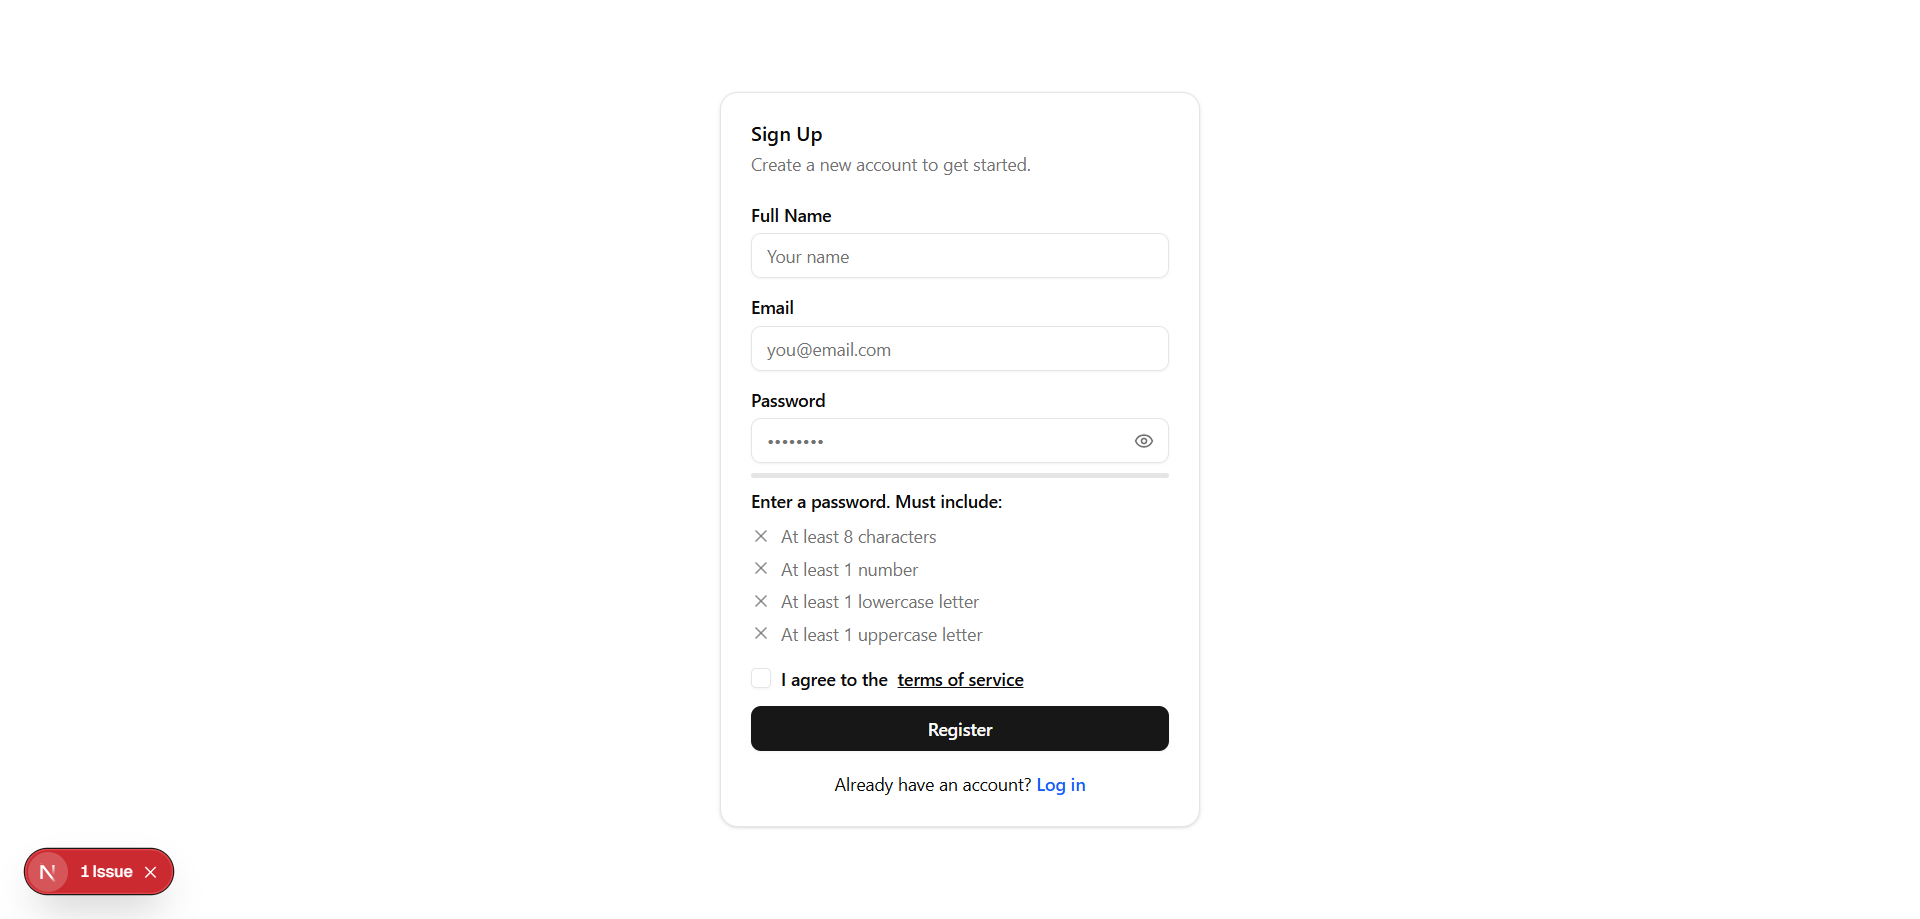 Sign Up
Create a new account to get started.
Full Name
Your name
Email
you@email.com
Password
••••••••
Enter a password. Must include:
At least 8 characters
At least 1 number
At least 1 lowercase letter
At least 1 uppercase letter
I agree to the terms of service
Register
Already have an account? Log in
N 1 Issue